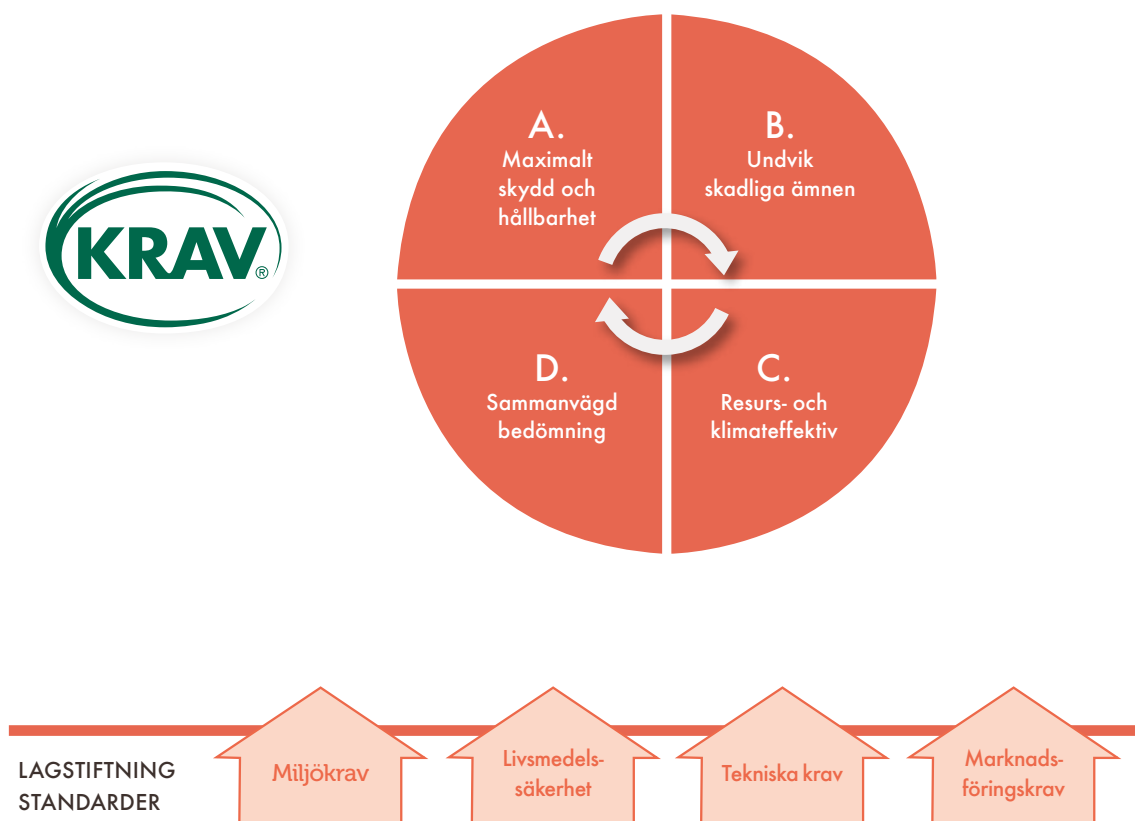 KRAV®
A.
Maximalt
skydd och
hållbarhet
B.
Undvik
skadliga ämnen
D.
Sammanvägd
bedömning
C.
Resurs- och
klimateffektiv
LAGSTIFTNING
STANDARDER
Miljökrav
Livsmedels-
säkerhet
Tekniska krav
Marknads-
föringskrav